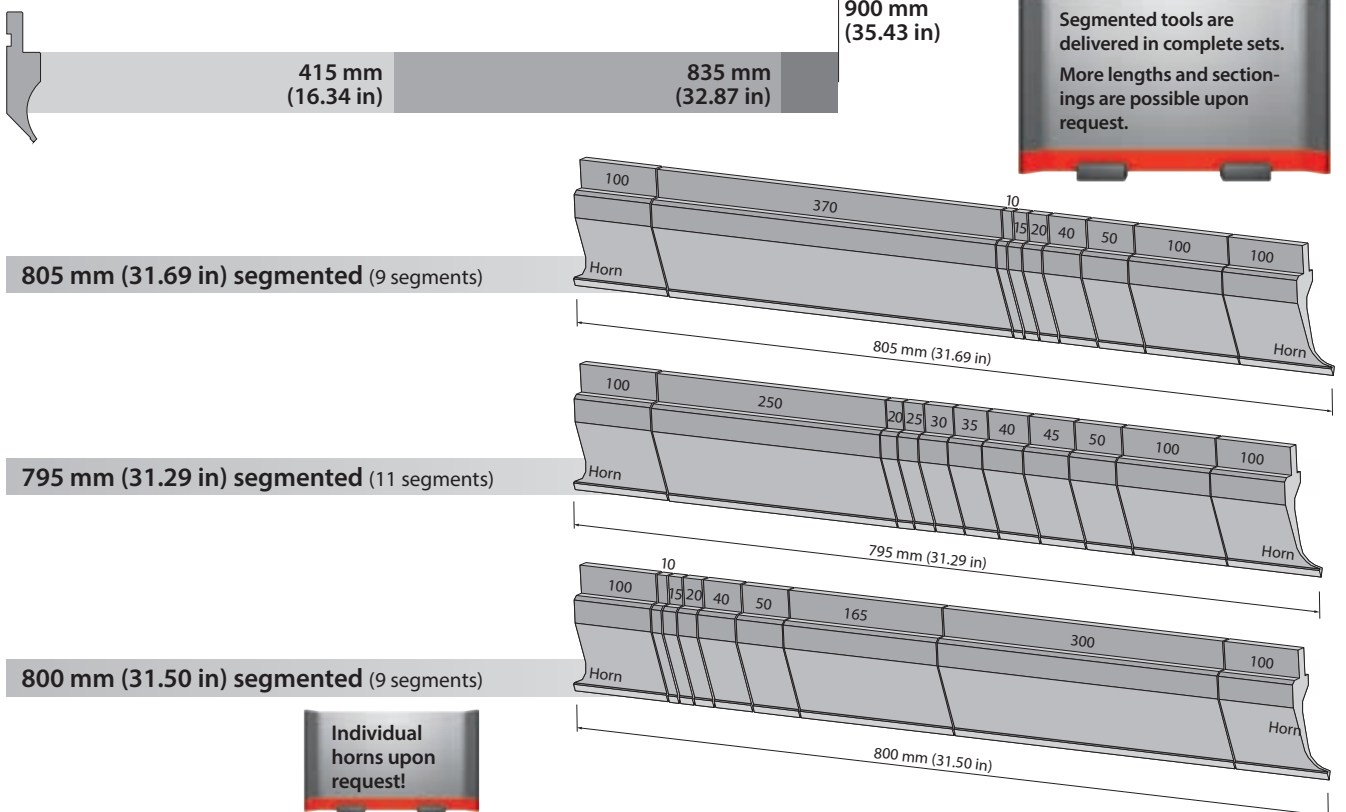 900 mm
(35.43 in)
415 mm
(16.34 in)
835 mm
(32.87 in)
Segmented tools are
delivered in complete sets.
More lengths and section-
ings are possible upon
request.
805 mm (31.69 in) segmented (9 segments)
100 370 10 15 20 40 50 100 100
Horn
Horn
805 mm (31.69 in)
795 mm (31.29 in) segmented (11 segments)
100 250 20 25 30 35 40 45 50 100 100
Horn
Horn
795 mm (31.29 in)
800 mm (31.50 in) segmented (9 segments)
100 10 15 20 40 50 165 300 100
Horn
Horn
800 mm (31.50 in)
Individual
horns upon
request!